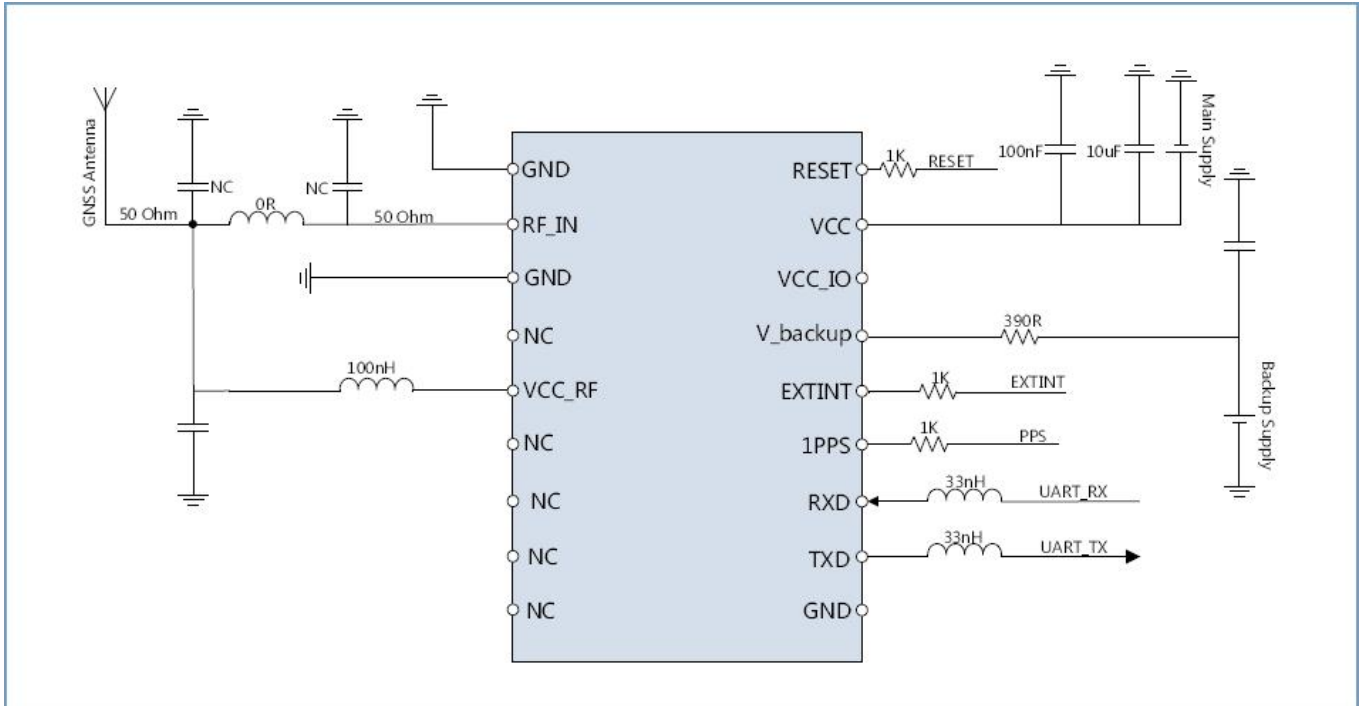 GNSS Antenna
50 Ohm
NC
0R
NC
50 Ohm
100nH
GND
RF_IN
GND
NC
VCC_RF
NC
NC
NC
NC
RESET
VCC
VCC_IO
V_backup
EXTINT
1PPS
RXD
TXD
GND
1K
RESET
100nF
10uF
Main Supply
390R
Backup Supply
1K
EXTINT
1K
PPS
33nH
UART_RX
33nH
UART_TX